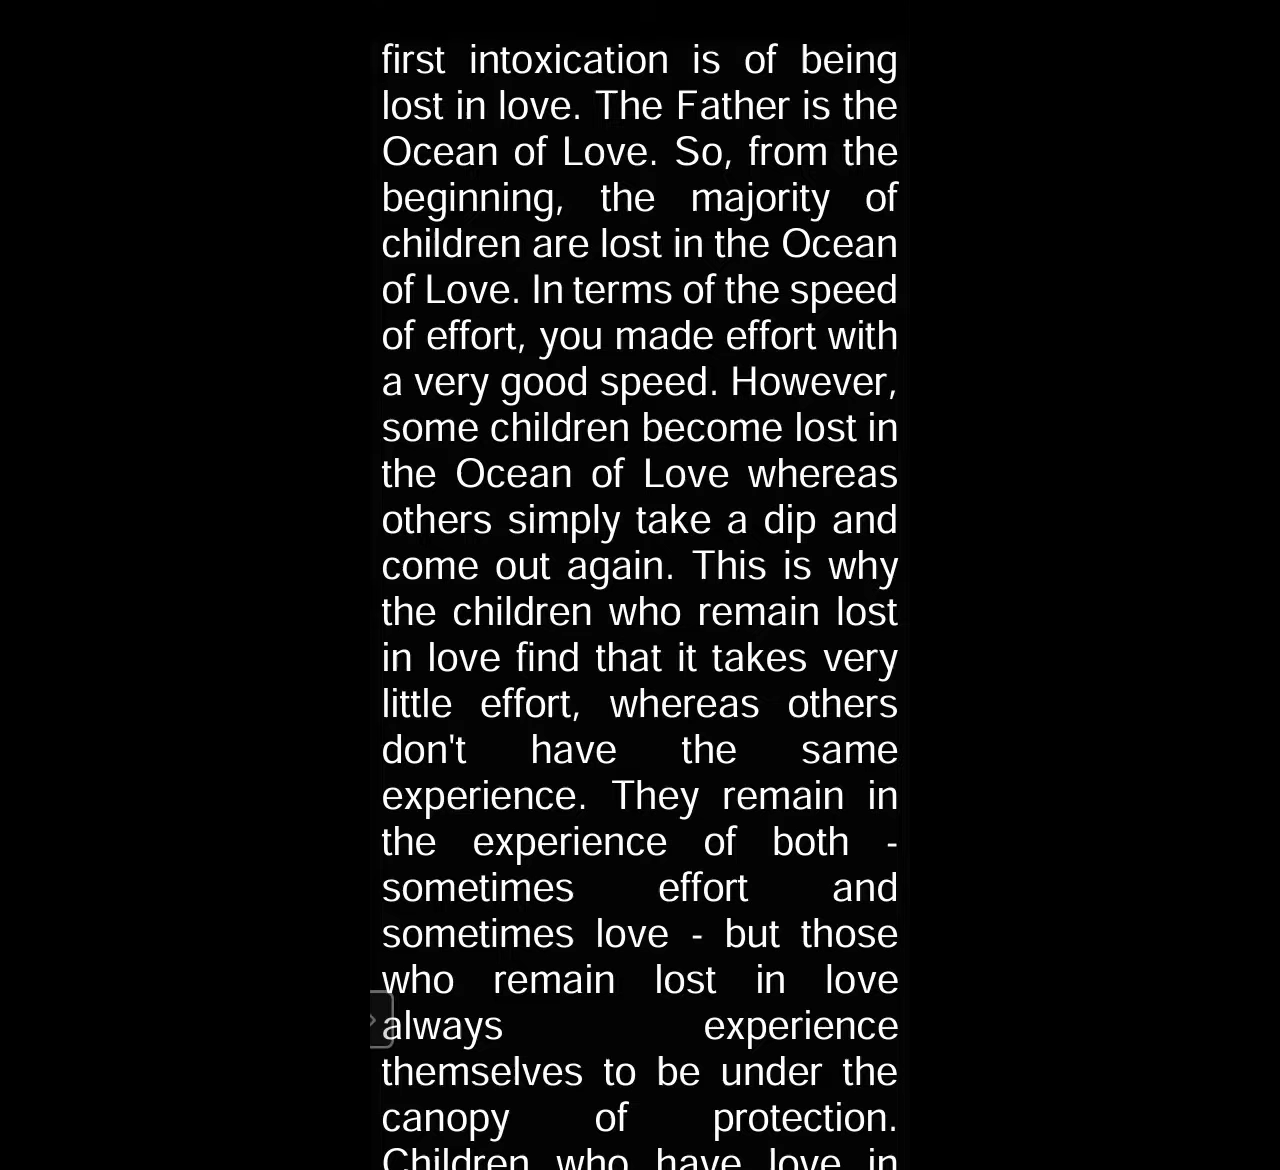 first intoxication is of being
lost in love. The Father is the
Ocean of Love. So, from the
beginning, the majority of
children are lost in the Ocean
of Love. In terms of the speed
of effort, you made effort with
a very good speed. However,
some children become lost in
the Ocean of Love whereas
others simply take a dip and
come out again. This is why
the children who remain lost
in love find that it takes very
little effort, whereas others
don't have the same
experience. They remain in
the experience of both -
sometimes effort and
sometimes love - but those
who remain lost in love
always experience
themselves to be under the
canopy of protection.
Children who have love in